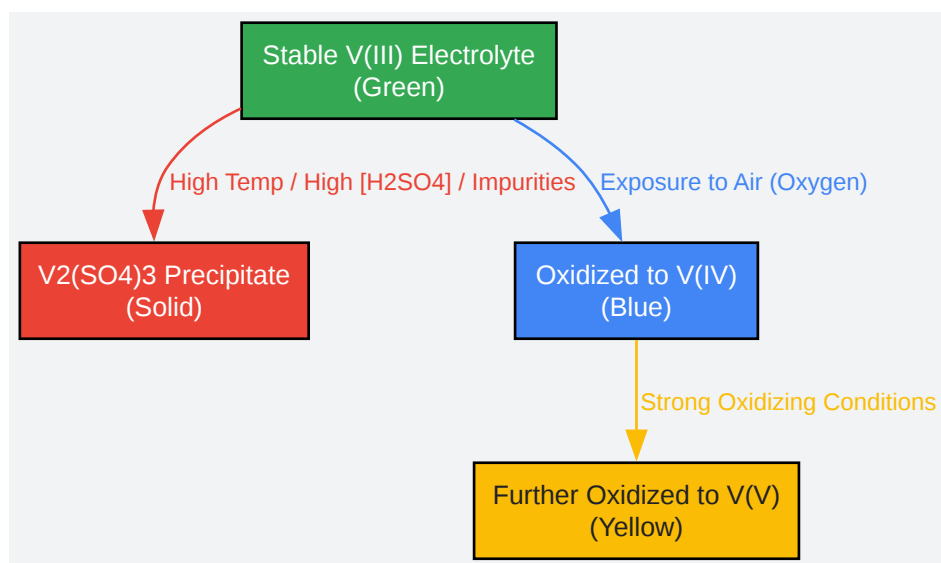 Stable V(III) Electrolyte
(Green)
High Temp / High [H2SO4] / Impurities
Exposure to Air (Oxygen)
V2(SO4)3 Precipitate
(Solid)
Oxidized to V(IV)
(Blue)
Strong Oxidizing Conditions
Further Oxidized to V(V)
(Yellow)